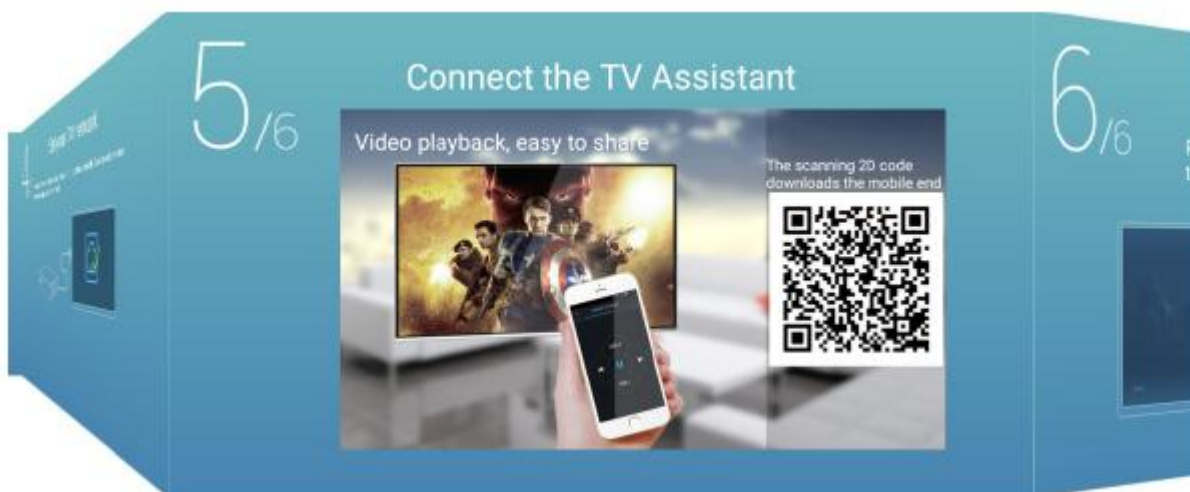 5/6
Connect the TV Assistant
Video playback, easy to share
The scanning 2D code
downloads the mobile end
6/6